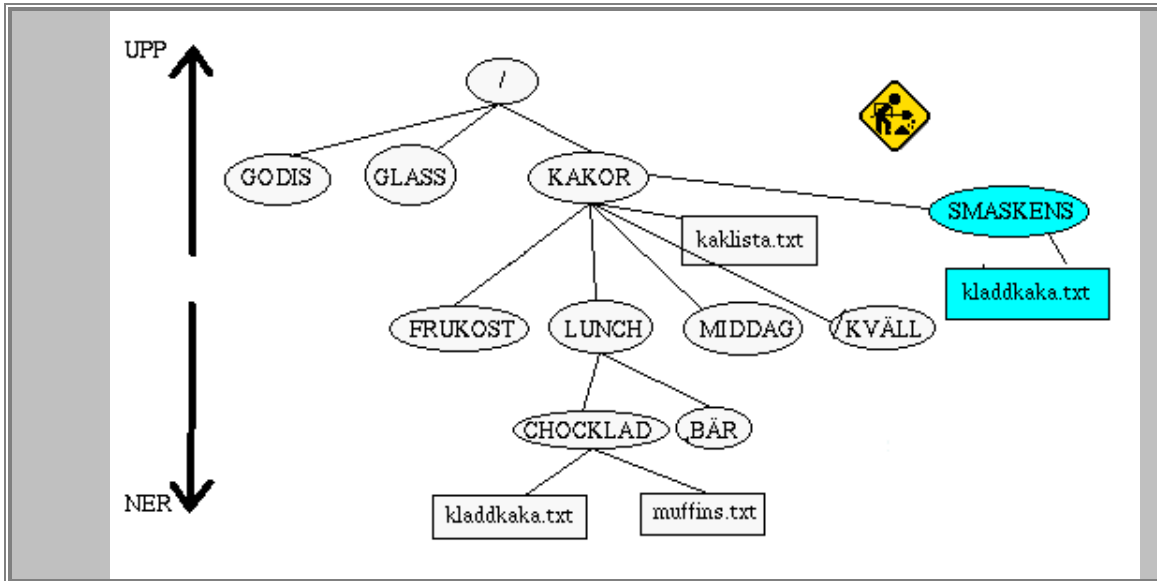 UPP
/
GODIS
GLASS
KAKOR
SMASKENS
kaklista.txt
kladdkaka.txt
FRUKOST
LUNCH
MIDDAG
KVÄLL
CHOCKLAD
BÄR
NER
kladdkaka.txt
muffins.txt